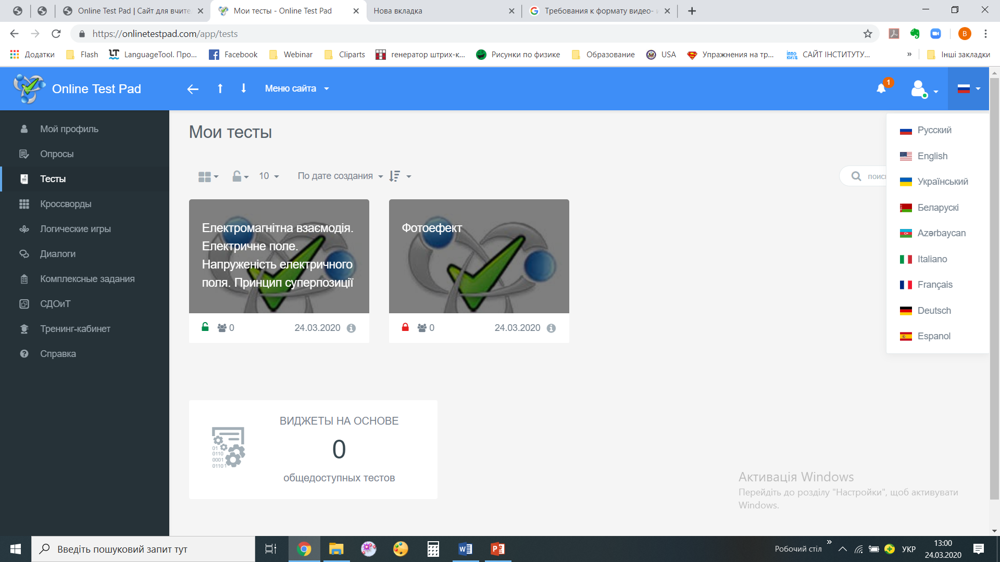 Online Test Pad | Сайт для вчите
Мои тесты - Online Test Pad
Нова вкладка
Требования к формату видео-
https://onlinetestpad.com/app/tests
B
Додатки
Flash
LanguageTool. Про...
Facebook
Webinar
Cliparts
генератор штрих-к...
Рисунки по физике
Образование
USA
Упражнения на тр...
САЙТ ІНСТИТУТУ...
»
Інші закладки
Online Test Pad
Меню сайта
1
Мой профиль
Опросы
Тесты
Кроссворды
Логические игры
Диалоги
Комплексные задания
СДОиТ
Тренинг-кабинет
Справка
Мои тесты
10
По дате создания
поис
Русский
English
Український
Беларускі
Azərbaycan
Italiano
Français
Deutsch
Espanol
Електромагнітна взаємодія.
Електричне поле.
Напруженість електричного
поля. Принцип суперпозиції
0
24.03.2020
Фотоефект
0
24.03.2020
ВИДЖЕТЫ НА ОСНОВЕ
0
общедоступных тестов
01
0110
0001
01101
Активація Windows
Перейдіть до розділу "Настройки", щоб активувати
Windows.
Введіть пошуковий запит тут
Робочий стіл
»
УКР
13:00
24.03.2020